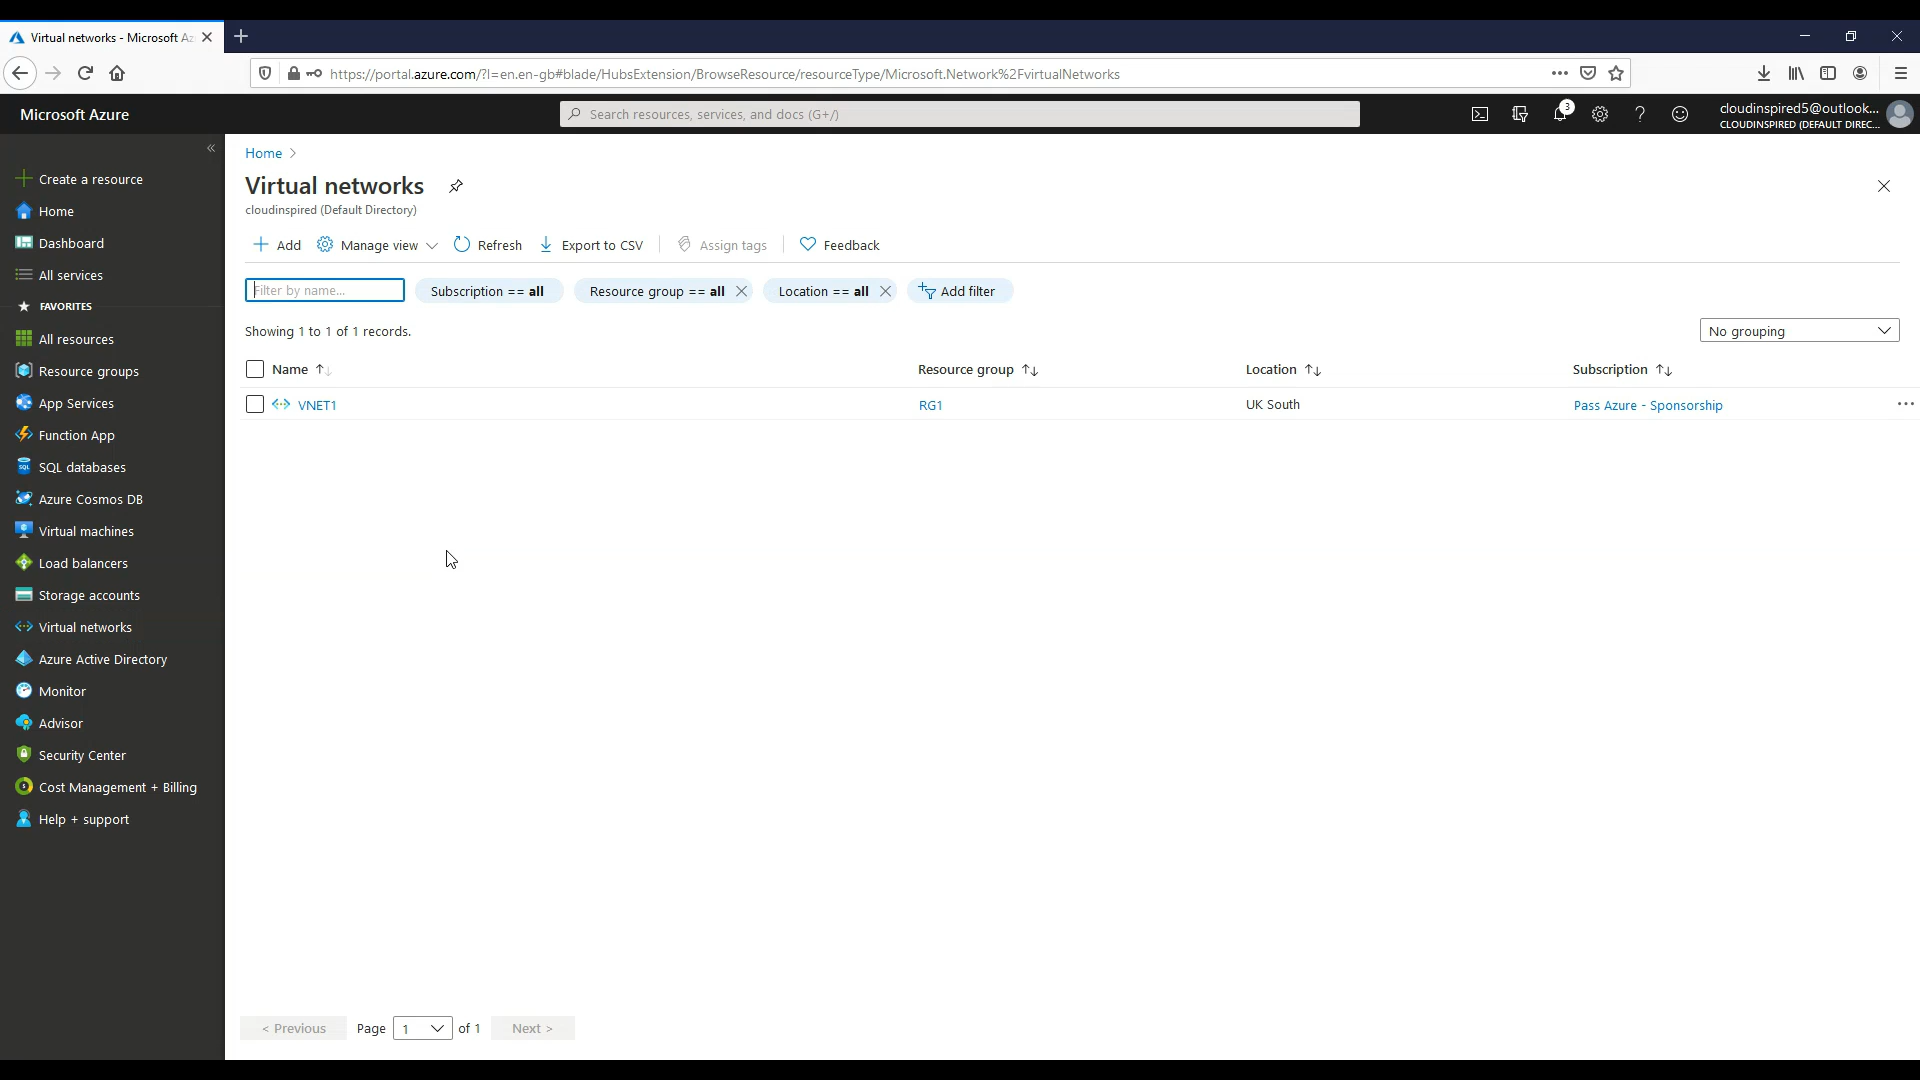 Virtual networks - Microsoft Az
https://portal.azure.com/?l=en.en-gb#blade/HubsExtension/BrowseResource/resourceType/Microsoft.Network%2FvirtualNetworks
Microsoft Azure
Search resources, services, and docs (G+/)
3
cloudinspired5@outlook...
CLOUDINSPIRED (DEFAULT DIREC...
Create a resource
Home
Dashboard
All services
FAVORITES
All resources
Resource groups
App Services
Function App
SQL databases
Azure Cosmos DB
Virtual machines
Load balancers
Storage accounts
Virtual networks
Azure Active Directory
Monitor
Advisor
Security Center
Cost Management + Billing
Help + support
Home >
Virtual networks
cloudinspired (Default Directory)
Add Manage view Refresh Export to CSV Assign tags Feedback
Filter by name... Subscription == all Resource group == all Location == all Add filter
Showing 1 to 1 of 1 records. No grouping
Name Resource group Location Subscription
VNET1 RG1 UK South Pass Azure - Sponsorship
< Previous Page 1 of 1 Next >